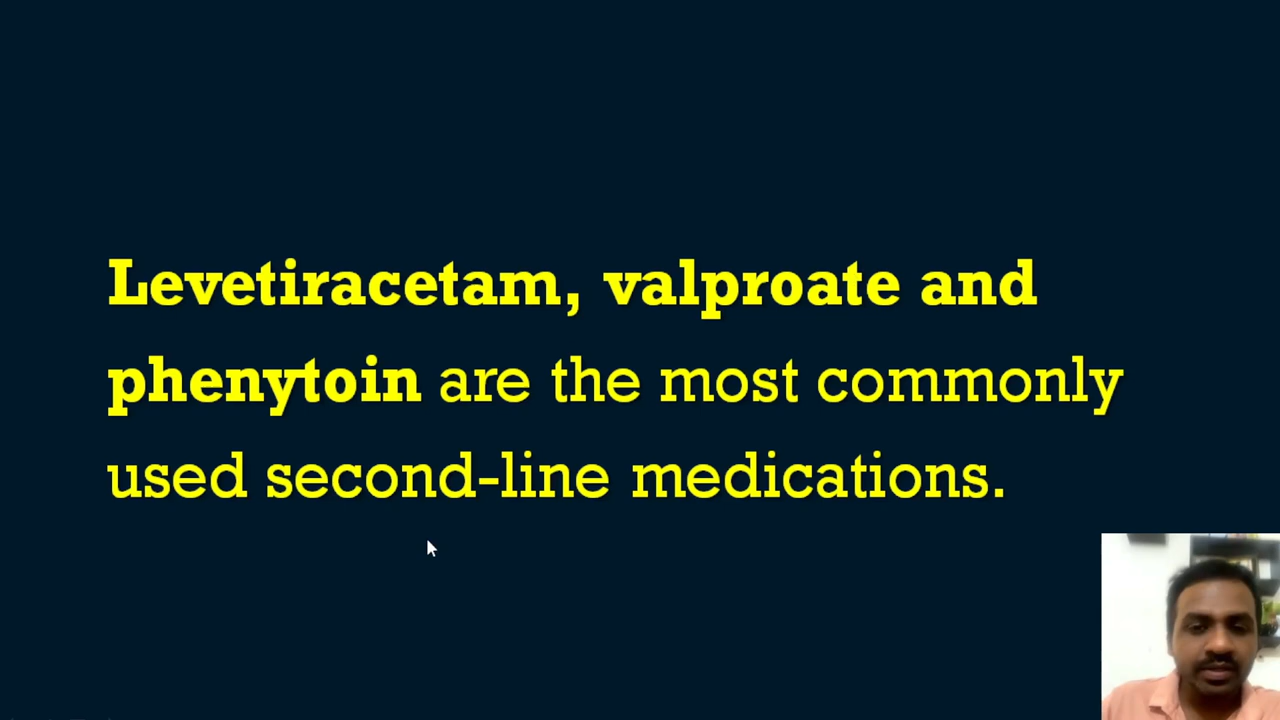 Levetiracetam, valproate and
phenytoin are the most commonly
used second-line medications.